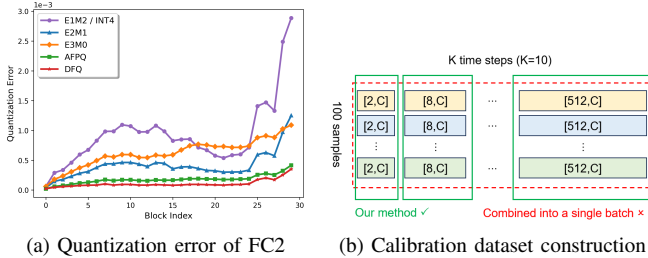 1e−3
3.0
2.5
2.0
1.5
1.0
0.5
0.0
Quantization Error
E1M2 / INT4
E2M1
E3M0
AFPQ
DFQ
0 5 10 15 20 25 30
Block Index
(a) Quantization error of FC2
K time steps (K=10)
100 samples
[2,C] [8,C] ... [512,C]
[2,C] [8,C] [512,C]
⋮ ⋮ ⋮
[2,C] [8,C] ... [512,C]
Our method ✓ Combined into a single batch ×
(b) Calibration dataset construction